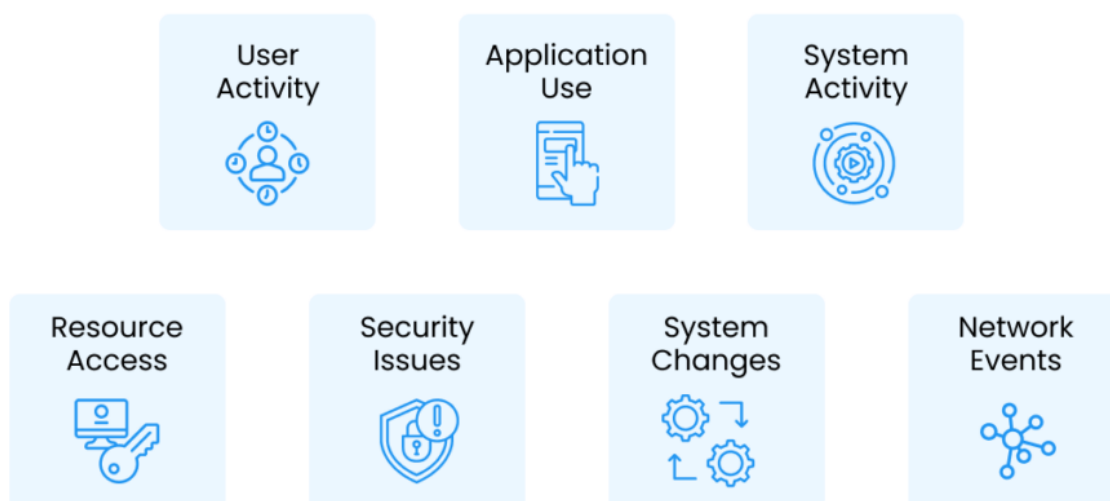 User
Activity
Application
Use
System
Activity
Resource
Access
Security
Issues
System
Changes
Network
Events